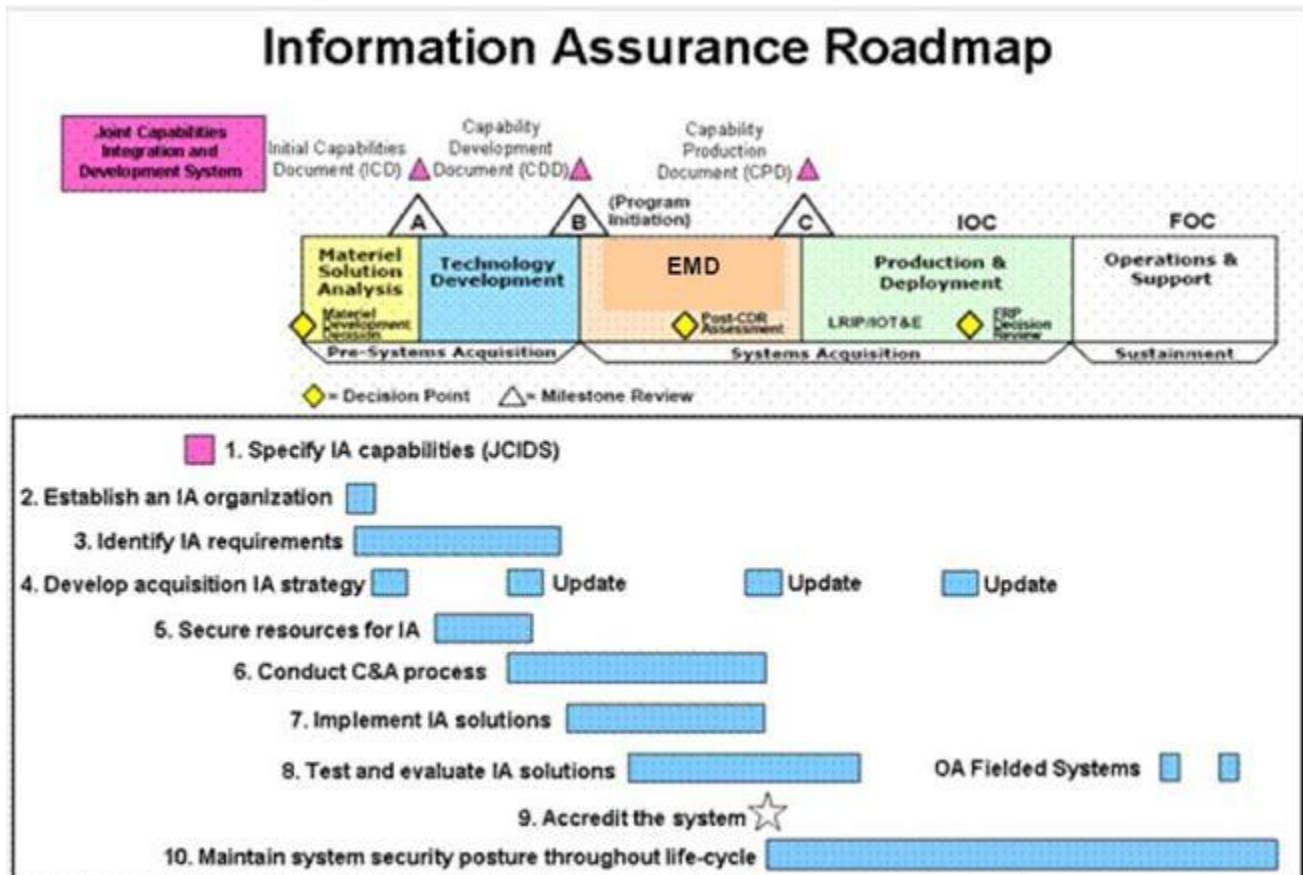 Information Assurance Roadmap
Joint Capabilities
Integration and
Development System
Initial Capabilities
Document (ICD)
Capability
Development
Document (CDD)
Capability
Production
Document (CPD)
A
B
(Program
Initiation)
C
IOC
FOC
Materiel
Solution
Analysis
Technology
Development
EMD
Production &
Deployment
Operations &
Support
Materiel
Development
Decision
Post-CDR
Assessment
LRIP/IOT&E
FRP
Decision
Review
Pre-Systems Acquisition
Systems Acquisition
Sustainment
= Decision Point
= Milestone Review
1. Specify IA capabilities (JCIDS)
2. Establish an IA organization
3. Identify IA requirements
4. Develop acquisition IA strategy
Update
Update
Update
5. Secure resources for IA
6. Conduct C&A process
7. Implement IA solutions
8. Test and evaluate IA solutions
OA Fielded Systems
9. Accredit the system
10. Maintain system security posture throughout life-cycle